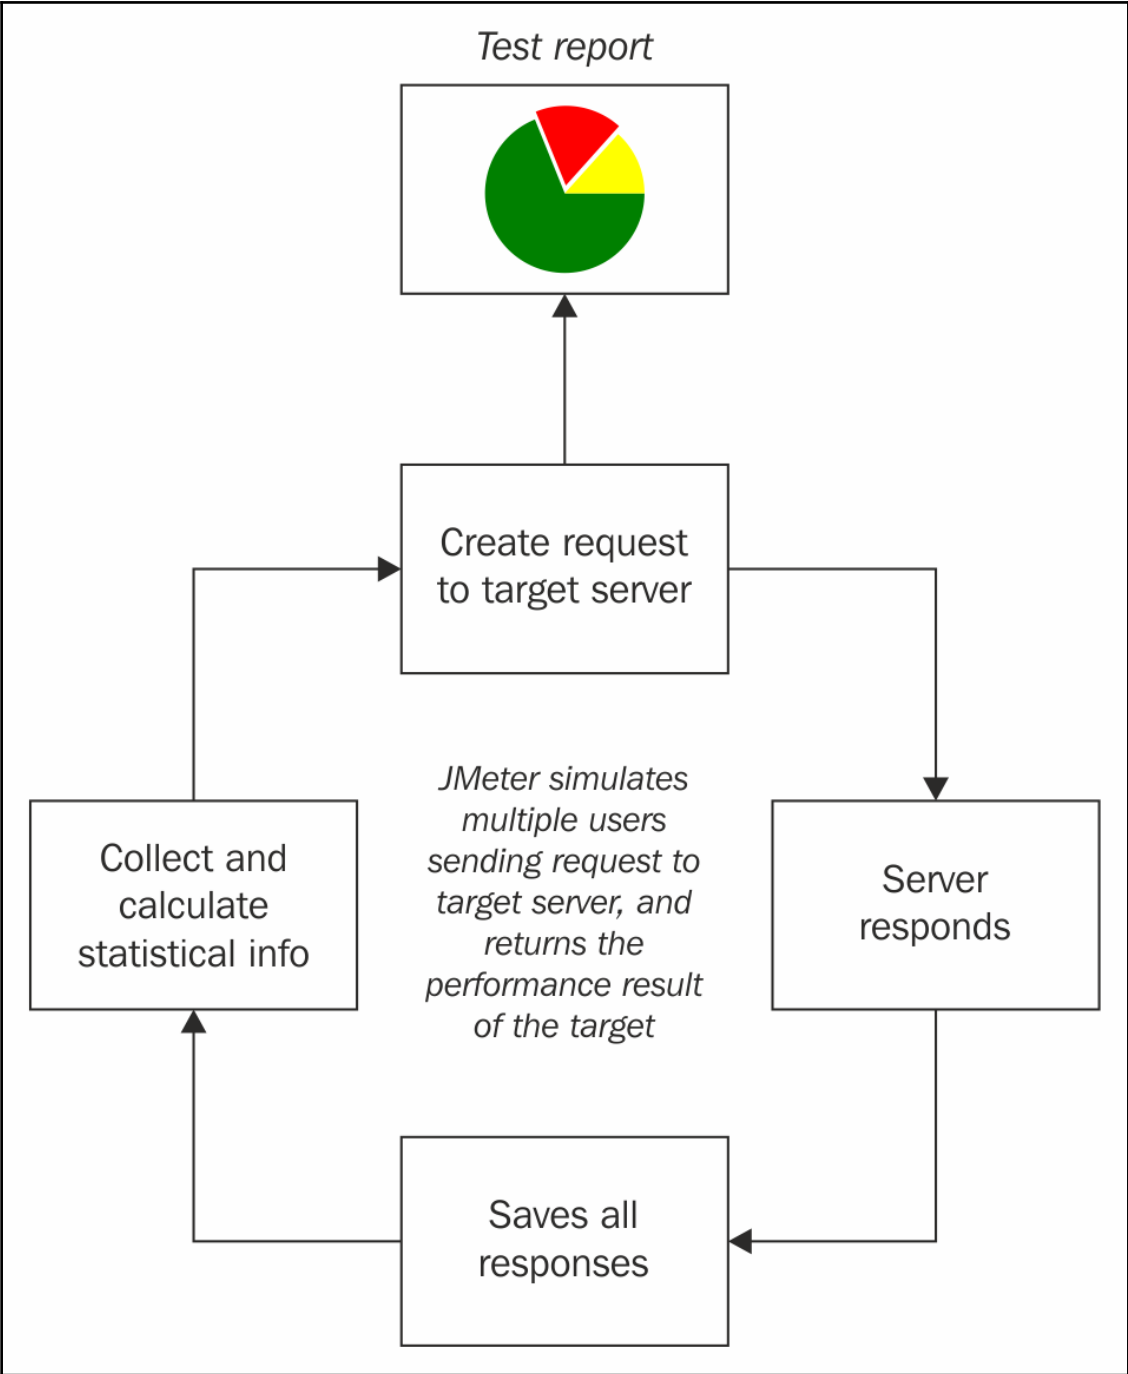 Test report
Create request
to target server
JMeter simulates
multiple users
sending request to
target server, and
returns the
performance result
of the target
Collect and
calculate
statistical info
Server
responds
Saves all
responses